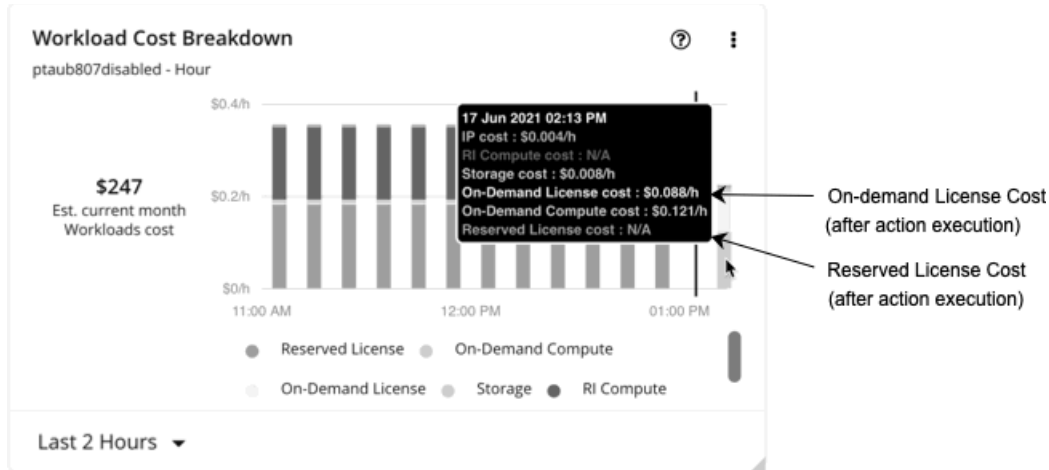 Workload Cost Breakdown
ptaub807disabled - Hour
$0.4/h
17 Jun 2021 02:13 PM
IP cost : $0.004/h
RI Compute cost : N/A
Storage cost : $0.008/h
On-Demand License cost : $0.088/h
On-Demand Compute cost : $0.121/h
Reserved License cost : N/A
$247
Est. current month
Workloads cost
$0.2/h
On-demand License Cost
(after action execution)
Reserved License Cost
(after action execution)
$0/h
11:00 AM 12:00 PM 01:00 PM
Reserved License On-Demand Compute
On-Demand License Storage RI Compute
Last 2 Hours